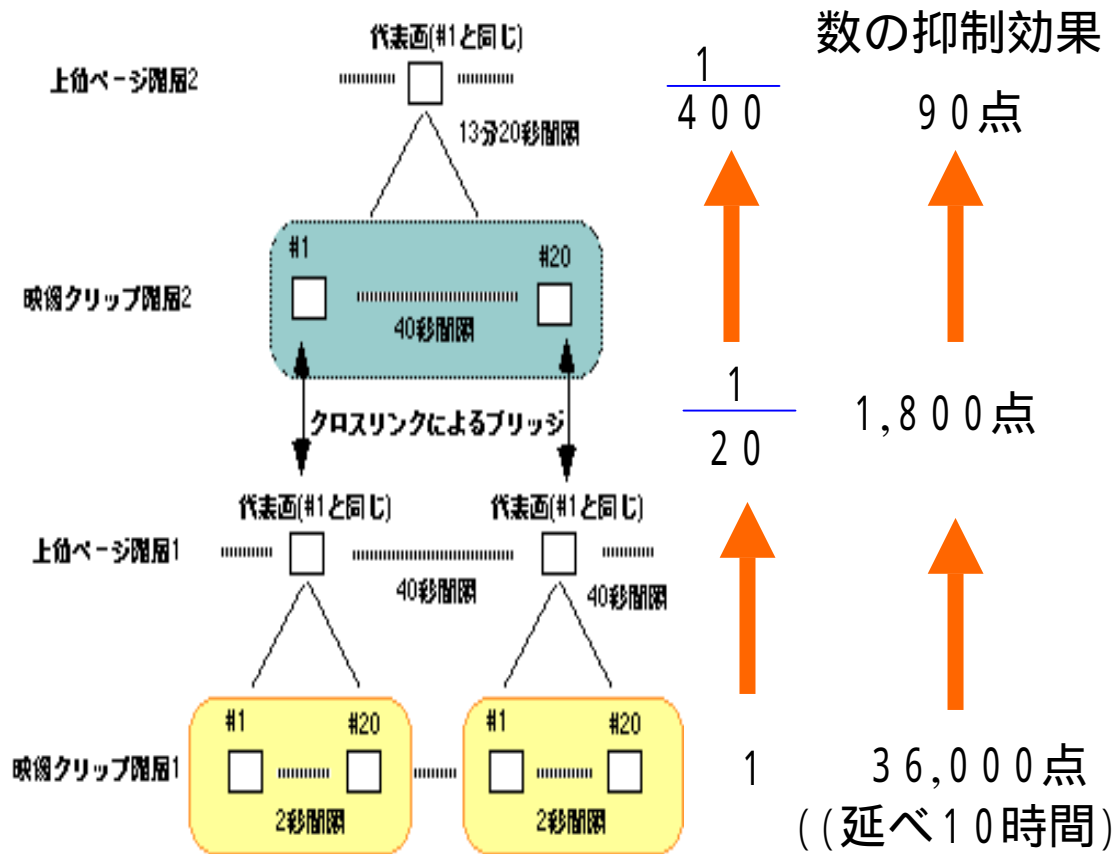 数の抑制効果
代表画(#1と同じ)
上位ページ階層2
1
400
90点
13分20秒間隔
#1
#20
映像クリップ階層2
40秒間隔
1
20
1,800点
クロスリンクによるブリッジ
代表画(#1と同じ)
代表画(#1と同じ)
上位ページ階層1
40秒間隔
40秒間隔
#1
#20
#1
#20
映像クリップ階層1
1
36,000点
2秒間隔
2秒間隔
((延べ10時間)